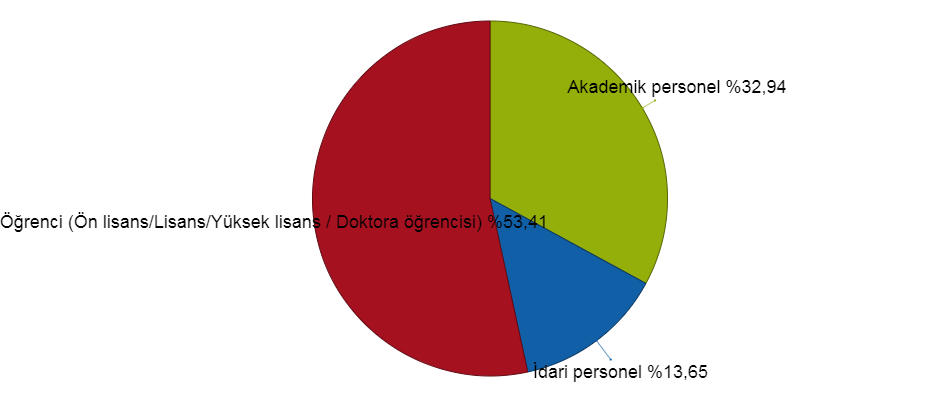 Akademik personel %32,94
Öğrenci (Ön lisans/Lisans/Yüksek lisans / Doktora öğrencisi) %53,41
İdari personel %13,65